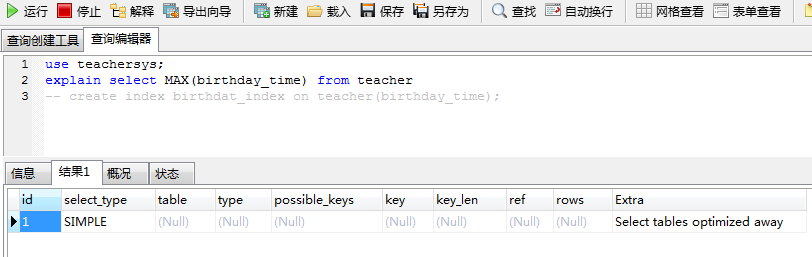 运行 停止 解释 导出向导 新建 载入 保存 另存为 查找 自动换行 网格查看 表单查看
查询创建工具 查询编辑器
1 use teachersys;
2 explain select MAX(birthday_time) from teacher
3 -- create index birthdat_index on teacher(birthday_time);
信息 结果1 概况 状态
id select_type table type possible_keys key key_len ref rows Extra
1 SIMPLE (Null) (Null) (Null) (Null) (Null) (Null) (Null) Select tables optimized away